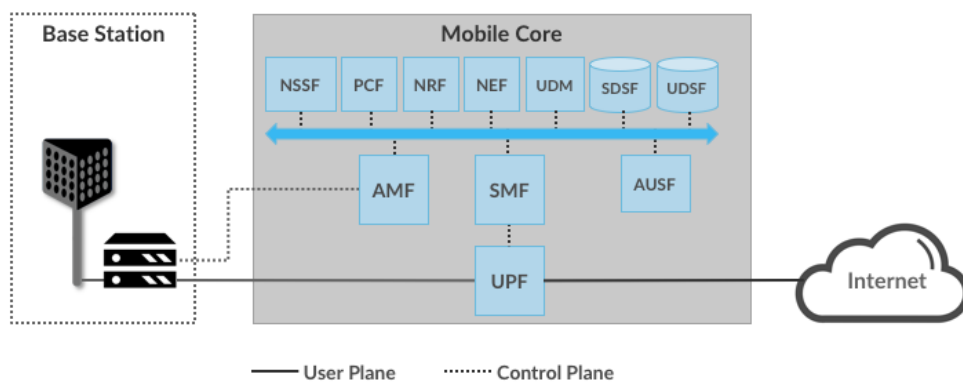 Base Station
Mobile Core
NSSF PCF NRF NEF UDM SDSF UDSF
AMF SMF AUSF
UPF
Internet
User Plane Control Plane